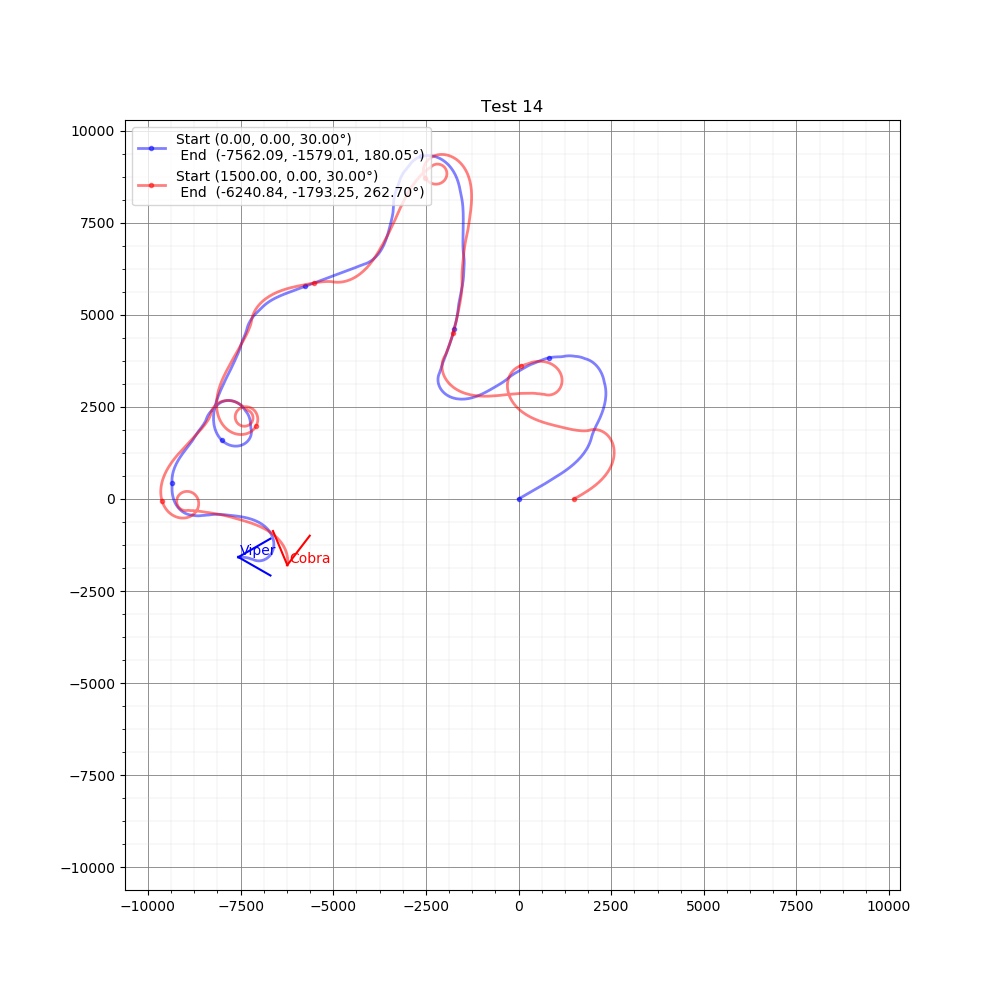 Test 14
Start (0.00, 0.00, 30.00°)
End (-7562.09, -1579.01, 180.05°)
Start (1500.00, 0.00, 30.00°)
End (-6240.84, -1793.25, 262.70°)
10000
7500
5000
2500
0
−2500
−5000
−7500
−10000
Viper
Cobra
−10000 −7500 −5000 −2500 0 2500 5000 7500 10000